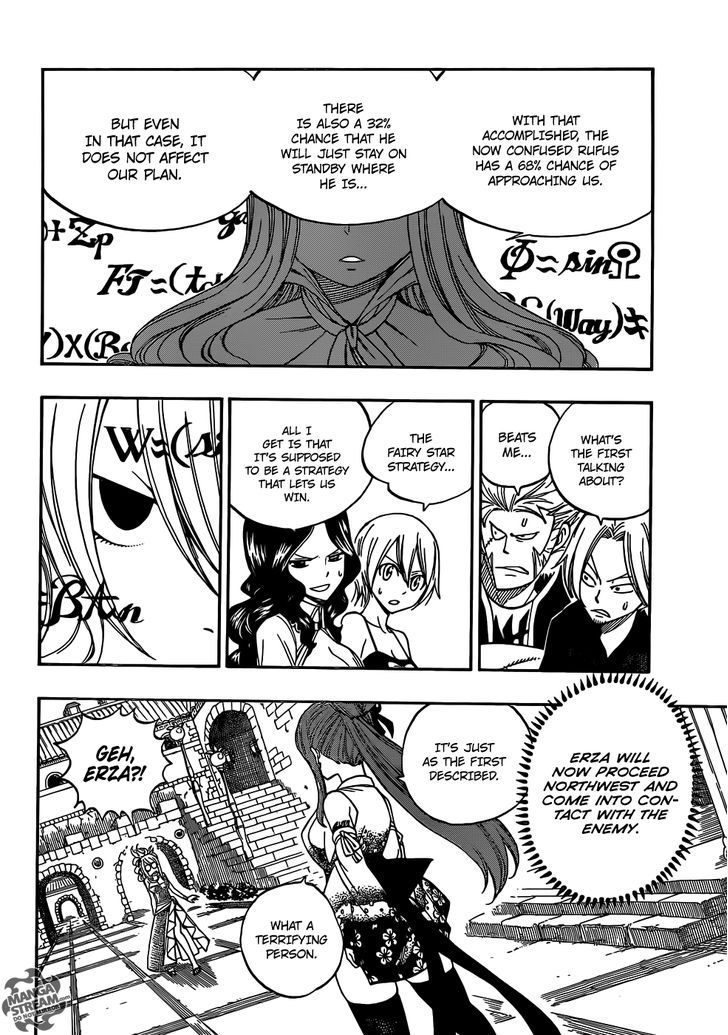 WITH THAT
ACCOMPLISHED, THE
NOW CONFUSED RUFUS
HAS A 68% CHANCE OF
APPROACHING US.
THERE
IS ALSO A 32%
CHANCE THAT HE
WILL JUST STAY ON
STANDBY WHERE
HE IS...
BUT EVEN
IN THAT CASE, IT
DOES NOT AFFECT
OUR PLAN.
WHAT'S
THE FIRST
TALKING
ABOUT?
BEATS
ME...
THE
FAIRY STAR
STRATEGY...
ALL I
GET IS THAT
IT'S SUPPOSED
TO BE A STRATEGY
THAT LETS US
WIN.
ERZA WILL
NOW PROCEED
NORTHWEST AND
COME INTO CON-
TACT WITH THE
ENEMY.
IT'S JUST
AS THE FIRST
DESCRIBED.
GEH,
ERZA?!
WHAT A
TERRIFYING
PERSON.
MANGA
STREAM